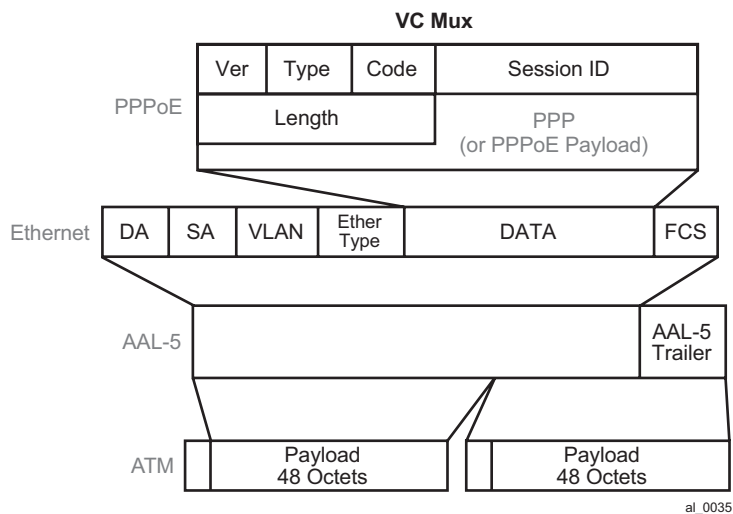 VC Mux
Ver Type Code Session ID
PPPoE
Length PPP
(or PPPoE Payload)
Ethernet DA SA VLAN Ether
Type DATA FCS
AAL-5 AAL-5
Trailer
ATM Payload
48 Octets Payload
48 Octets
al_0035